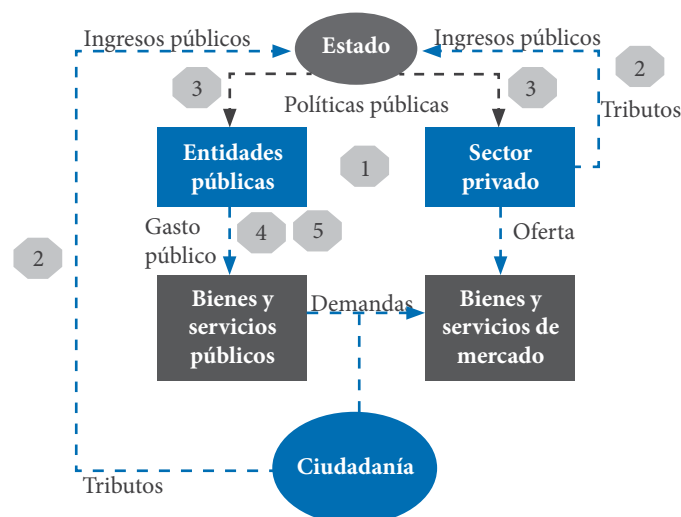 Ingresos públicos
Estado
Ingresos públicos
2
3
3
Políticas públicas
Tributos
Entidades
públicas
1
Sector
privado
Gasto
público
4
5
Oferta
2
Bienes y
servicios
públicos
Demandas
Bienes y
servicios de
mercado
Ciudadanía
Tributos